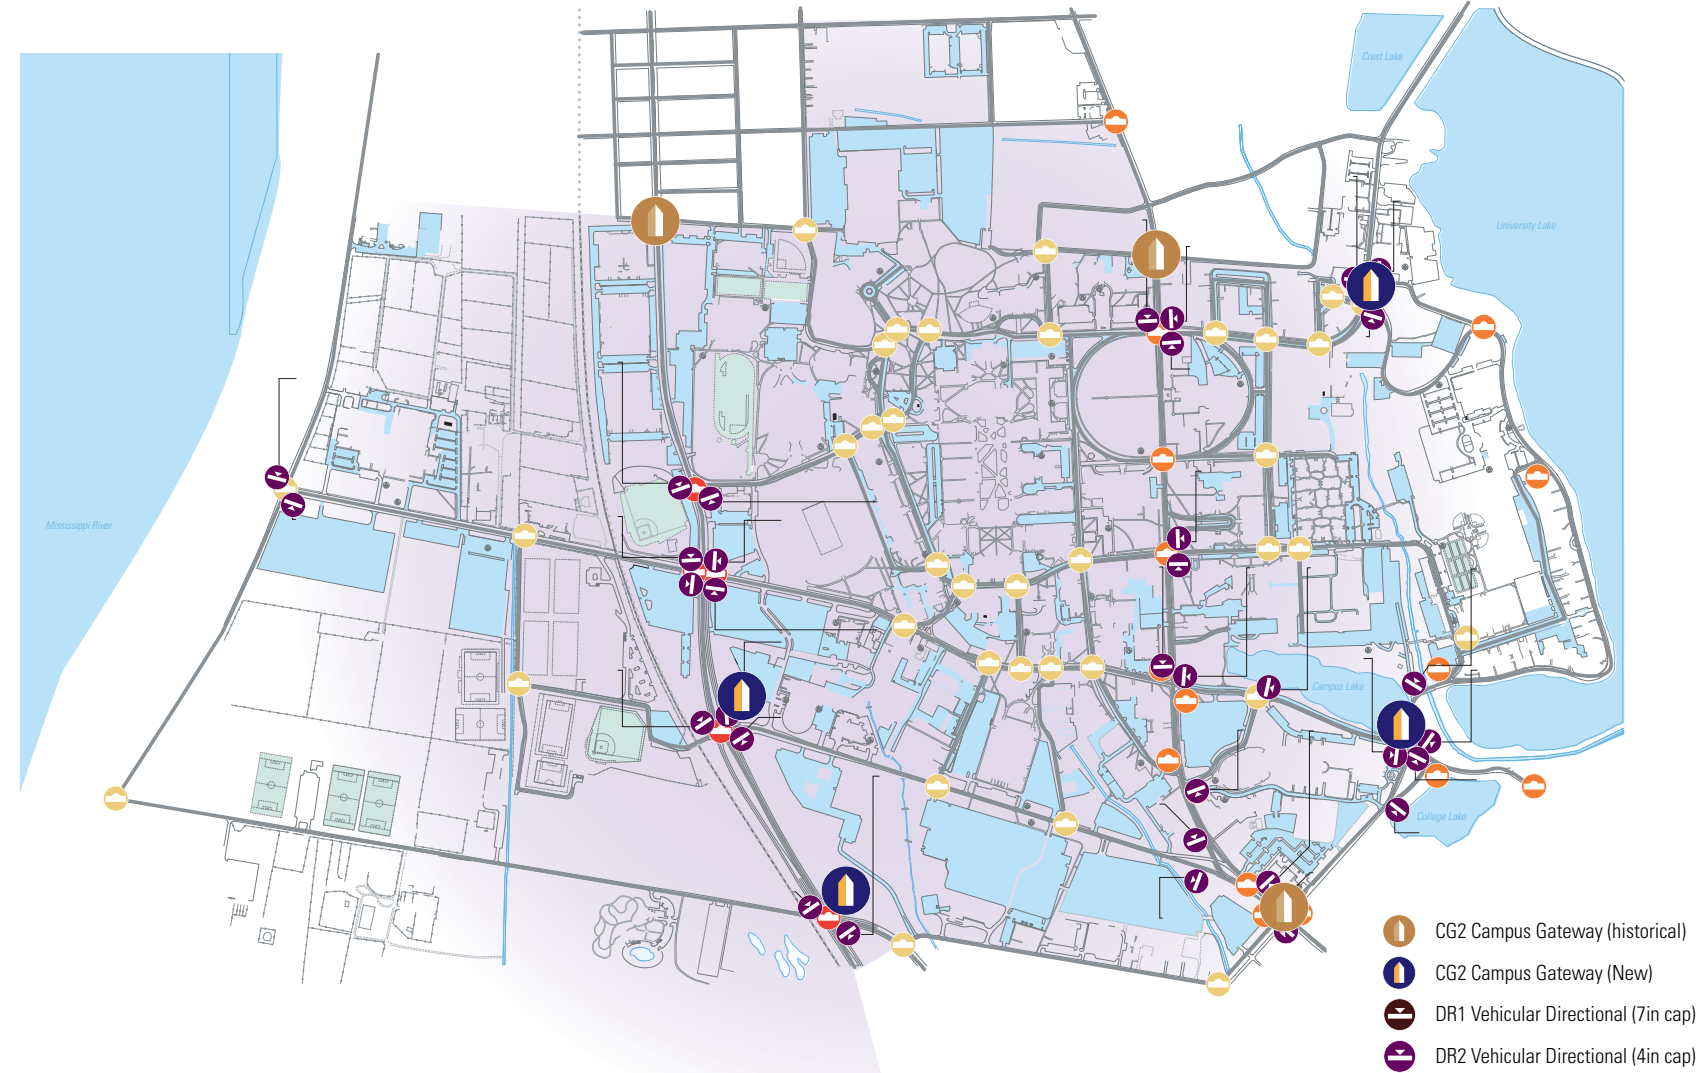 Crest Lake
University Lake
Mississippi River
Campus Lake
College Lake
CG2 Campus Gateway (historical)
CG2 Campus Gateway (New)
DR1 Vehicular Directional (7in cap)
DR2 Vehicular Directional (4in cap)